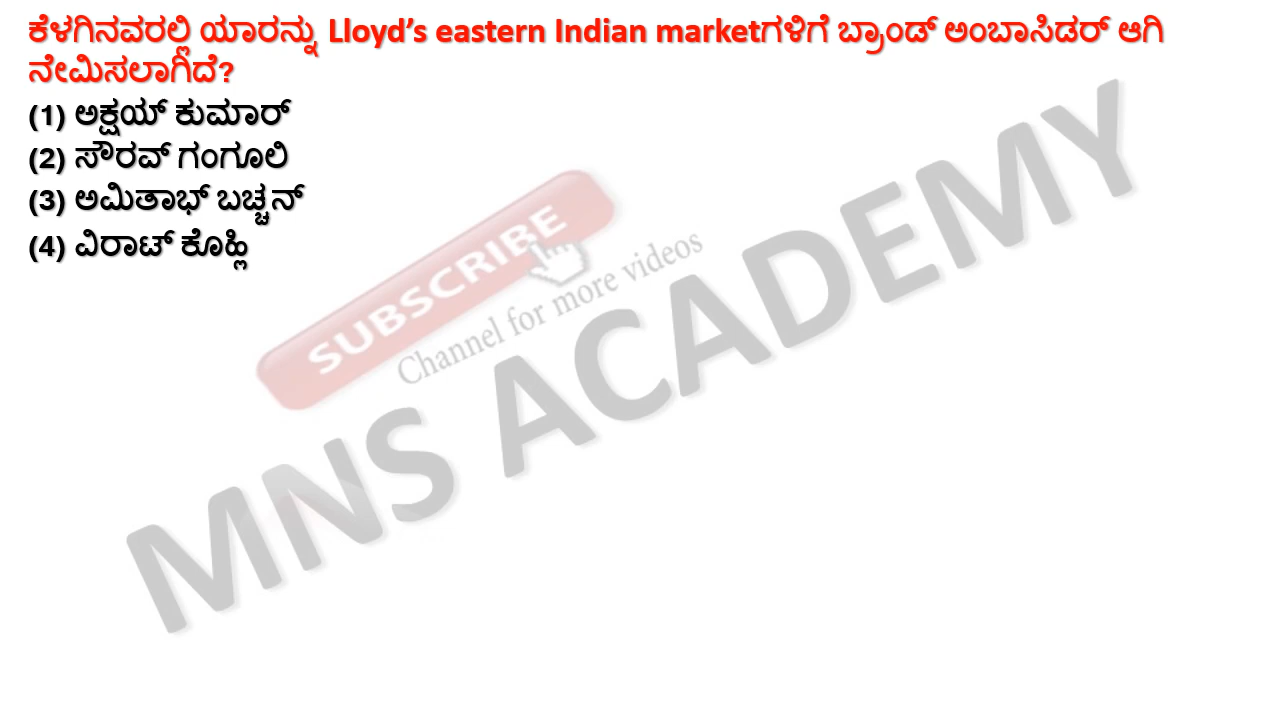 ಕೆಳಗಿನವರಲ್ಲಿ ಯಾರನ್ನು Lloyd’s eastern Indian marketಗಳಿಗೆ ಬ್ರಾಂಡ್ ಅಂಬಾಸಿಡರ್ ಆಗಿ
ನೇಮಿಸಲಾಗಿದೆ?
(1) ಅಕ್ಷಯ್ ಕುಮಾರ್
(2) ಸೌರವ್ ಗಂಗೂಲಿ
(3) ಅಮಿತಾಭ್ ಬಚ್ಚನ್
(4) ವಿರಾಟ್ ಕೊಹ್ಲಿ
SUBSCRIBE
Channel for more videos
MNS ACADEMY